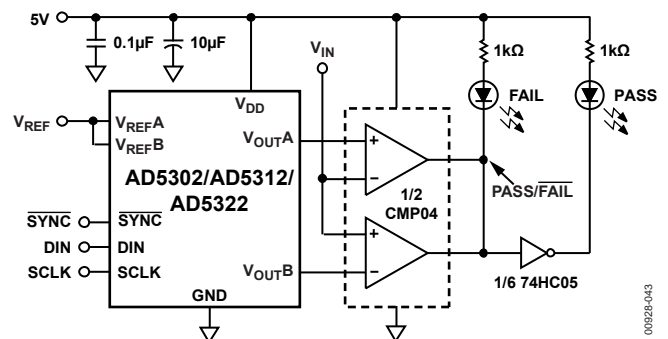 5V
0.1µF
10µF
VIN
1kΩ
1kΩ
FAIL
PASS
VDD
VREF
VREFA
VREFB
VOUTA
AD5302/AD5312/
AD5322
+
−
1/2
CMP04
PASS/FAIL
SYNC
SYNC
DIN
DIN
SCLK
SCLK
VOUTB
+
−
GND
1/6 74HC05
00928-043